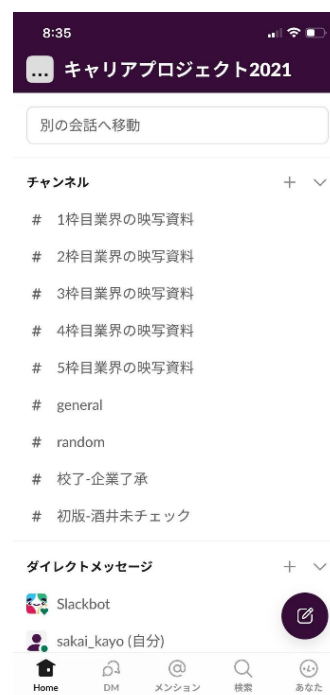 8:35
... キャリアプロジェクト2021
別の会話へ移動
チャンネル
# 1枠目業界の映写資料
# 2枠目業界の映写資料
# 3枠目業界の映写資料
# 4枠目業界の映写資料
# 5枠目業界の映写資料
# general
# random
# 校了-企業了承
# 初版-酒井未チェック
ダイレクトメッセージ
Slackbot
sakai_kayo (自分)
Home DM メンション 検索 あなた